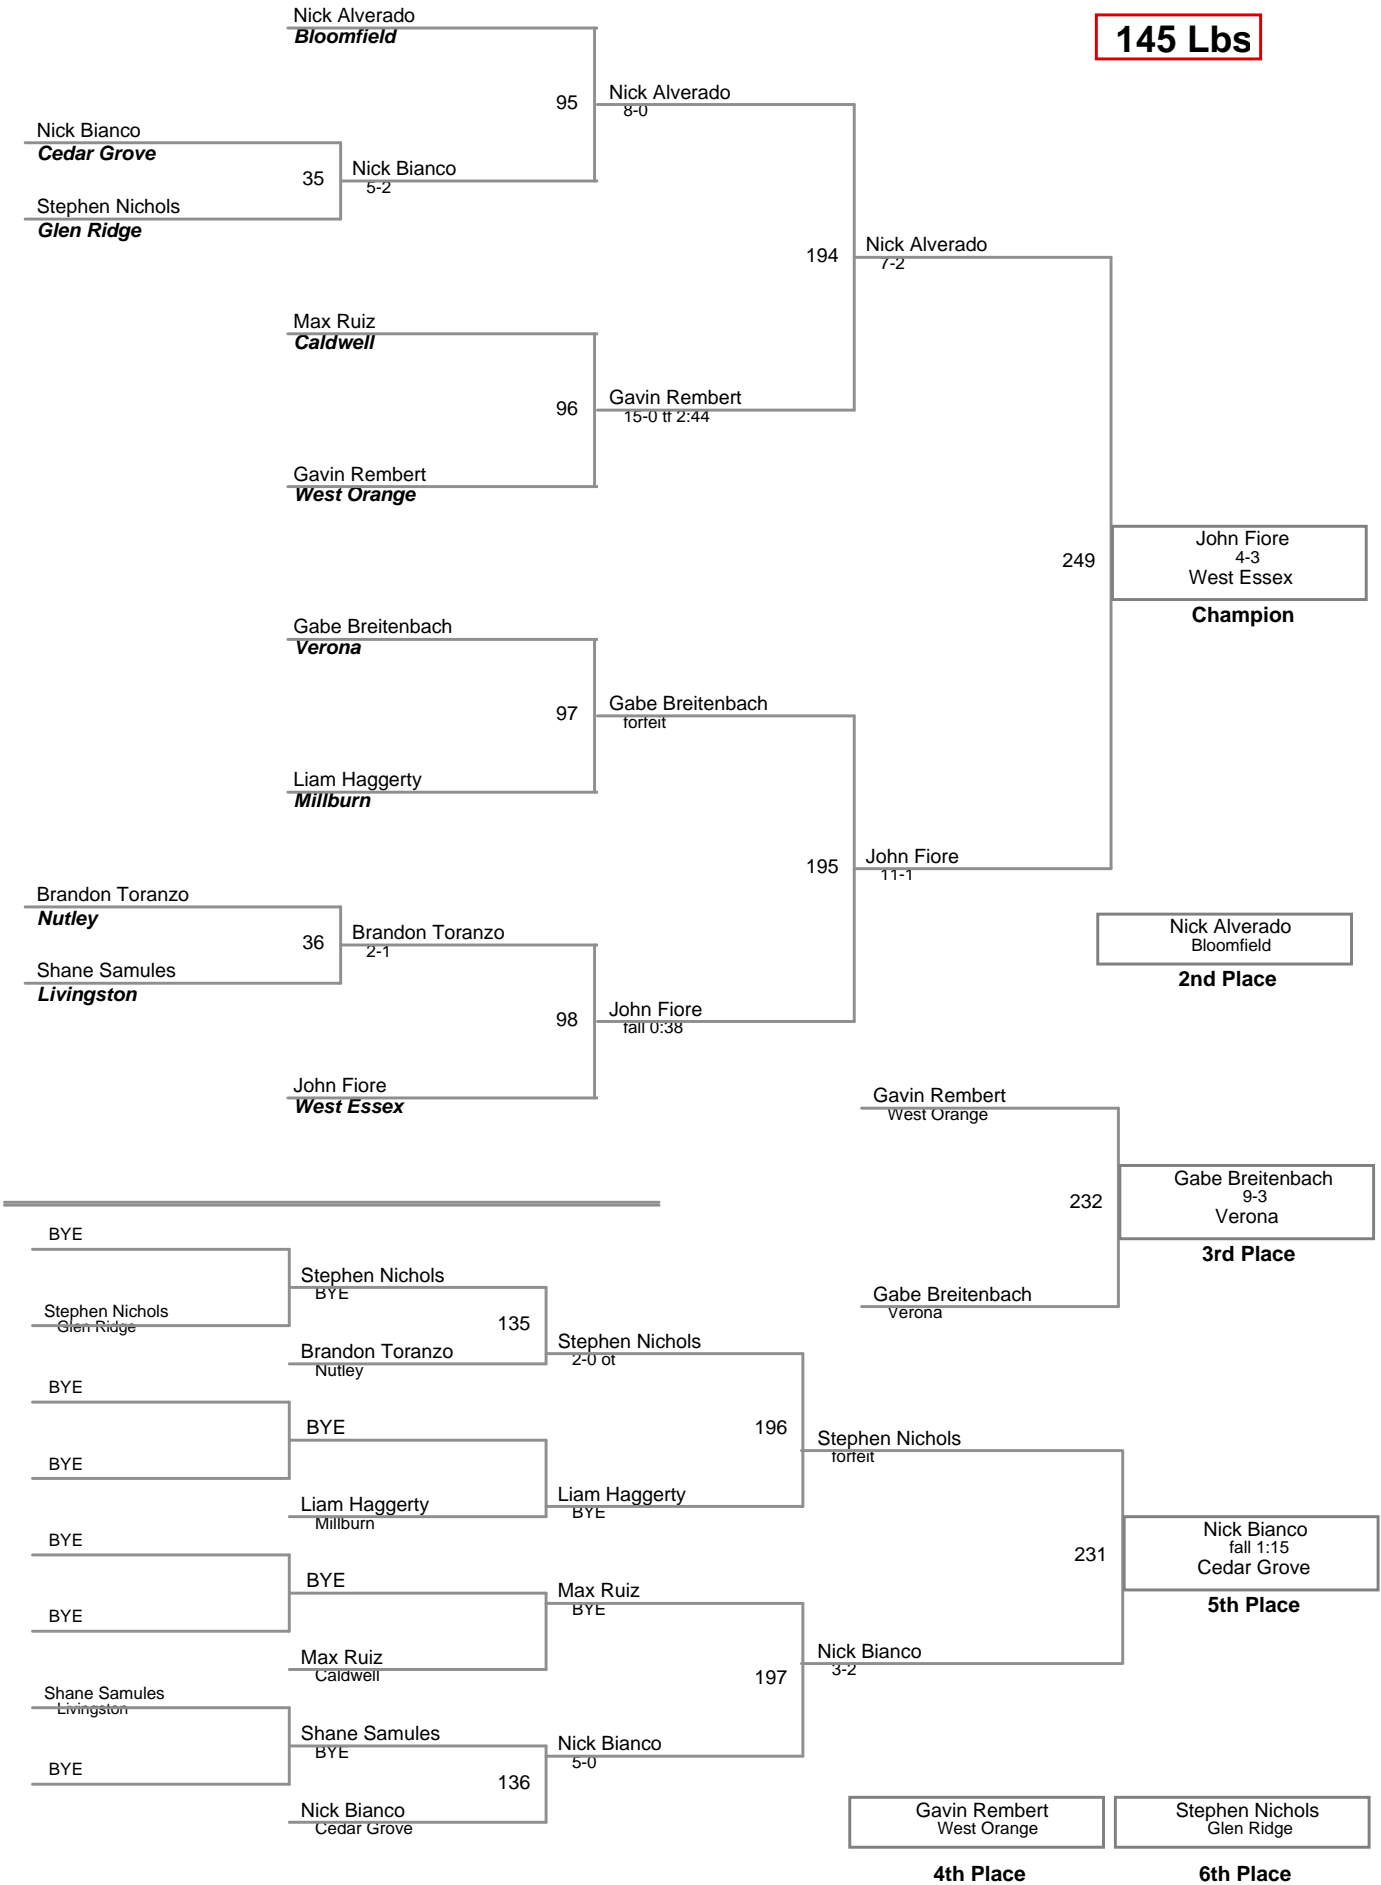 Nick Alverado
Bloomfield
145 Lbs
95
Nick Alverado
8-0
Nick Bianco
Cedar Grove
35
Nick Bianco
5-2
Stephen Nichols
Glen Ridge
194
Nick Alverado
7-2
Max Ruiz
Caldwell
96
Gavin Rembert
15-0 tf 2:44
Gavin Rembert
West Orange
249
John Fiore
4-3
West Essex
Champion
Gabe Breitenbach
Verona
97
Gabe Breitenbach
forfeit
Liam Haggerty
Millburn
195
John Fiore
11-1
Brandon Toranzo
Nutley
36
Brandon Toranzo
2-1
Shane Samules
Livingston
Nick Alverado
Bloomfield
2nd Place
98
John Fiore
fall 0:38
John Fiore
West Essex
Gavin Rembert
West Orange
232
Gabe Breitenbach
9-3
Verona
3rd Place
Gabe Breitenbach
Verona
BYE
Stephen Nichols
BYE
Stephen Nichols
Glen Ridge
135
Stephen Nichols
2-0 ot
Brandon Toranzo
Nutley
BYE
BYE
BYE
196
Stephen Nichols
forfeit
Liam Haggerty
Millburn
Liam Haggerty
BYE
BYE
231
Nick Bianco
fall 1:15
Cedar Grove
5th Place
BYE
BYE
Max Ruiz
BYE
Max Ruiz
Caldwell
197
Nick Bianco
3-2
Shane Samules
Livingston
Shane Samules
BYE
BYE
136
Nick Bianco
5-0
Nick Bianco
Cedar Grove
Gavin Rembert
West Orange
4th Place
Stephen Nichols
Glen Ridge
6th Place